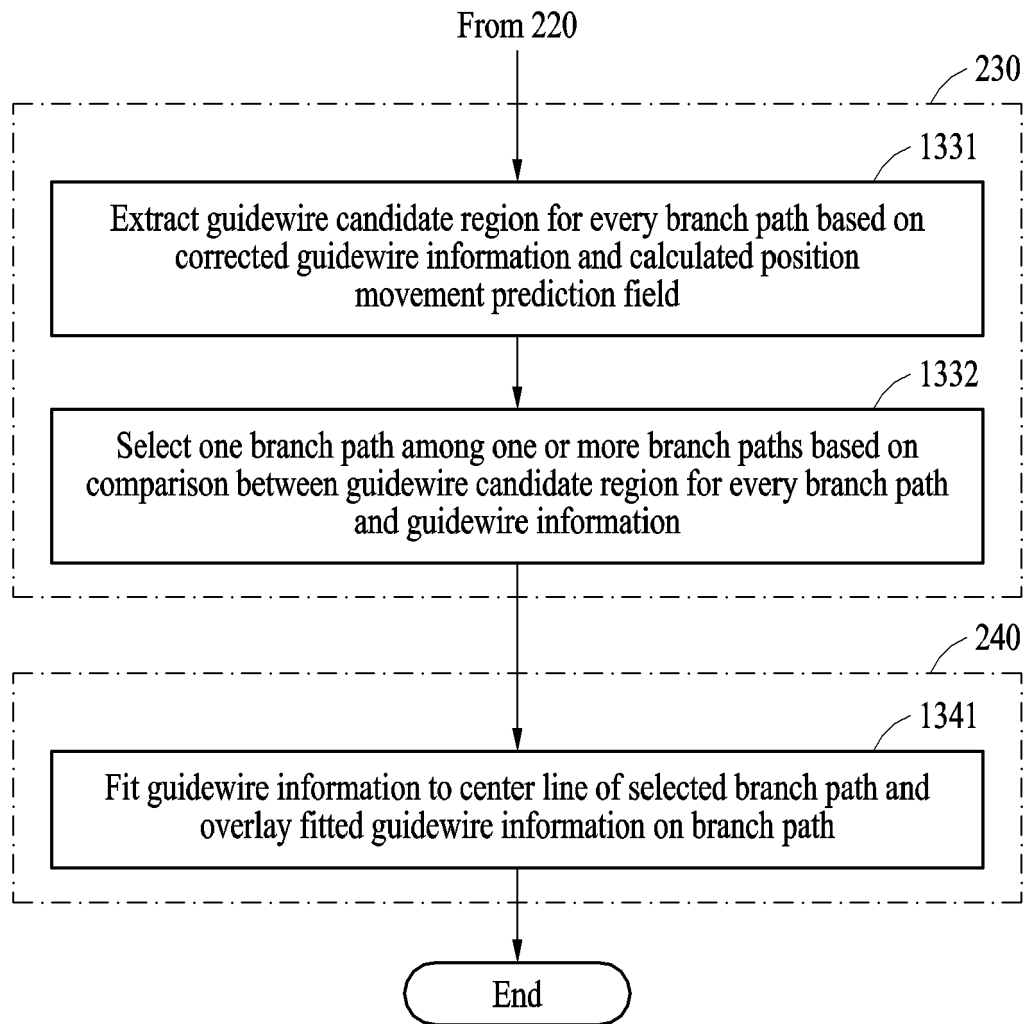 From 220
230
1331
Extract guidewire candidate region for every branch path based on
corrected guidewire information and calculated position
movement prediction field
1332
Select one branch path among one or more branch paths based on
comparison between guidewire candidate region for every branch path
and guidewire information
240
1341
Fit guidewire information to center line of selected branch path and
overlay fitted guidewire information on branch path
End